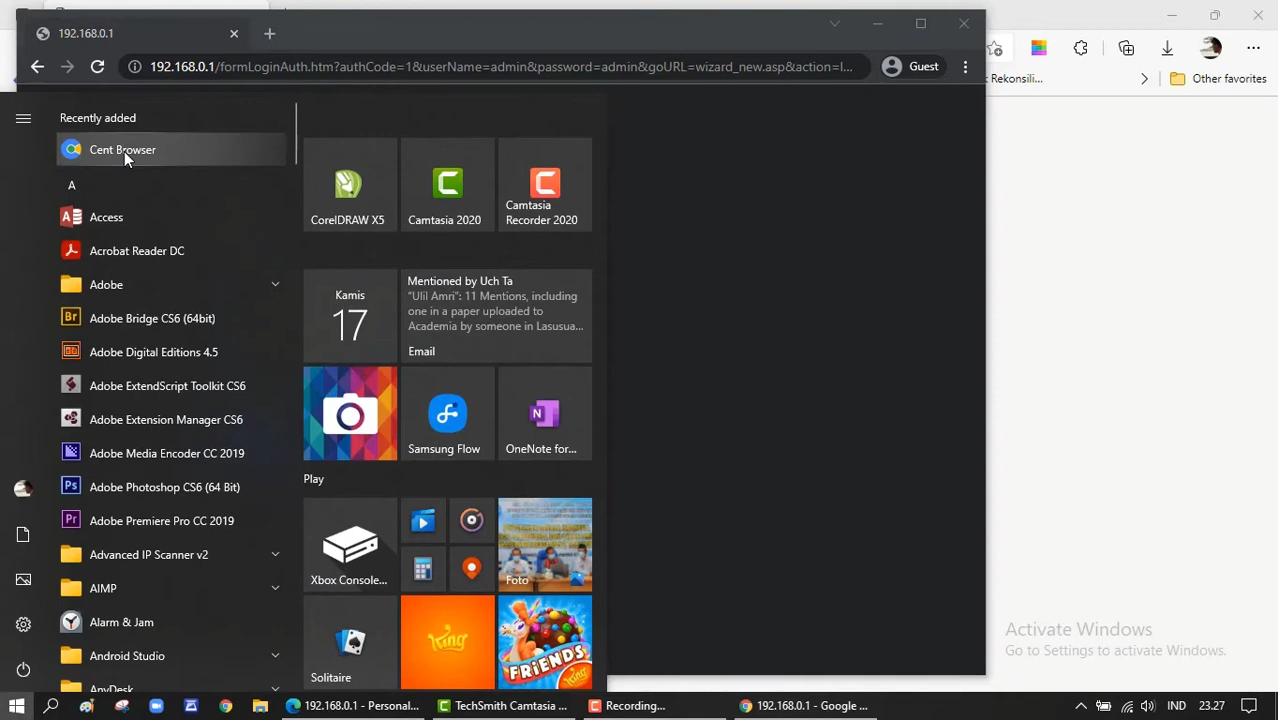 192.168.0.1
192.168.0.1/formLoginAuth.htm?authCode=1&userName=admin&password=admin&goURL=wizard_new.asp&action=l...
Guest
Rekonsili...
Other favorites
Recently added
Cent Browser
A
Access
Acrobat Reader DC
Adobe
Adobe Bridge CS6 (64bit)
Adobe Digital Editions 4.5
Adobe ExtendScript Toolkit CS6
Adobe Extension Manager CS6
Adobe Media Encoder CC 2019
Adobe Photoshop CS6 (64 Bit)
Adobe Premiere Pro CC 2019
Advanced IP Scanner v2
AIMP
Alarm & Jam
Android Studio
AnyDesk
CorelDRAW X5
Camtasia 2020
Camtasia
Recorder 2020
Kamis
17
Mentioned by Uch Ta
"Ulil Amri": 11 Mentions, including
one in a paper uploaded to
Academia by someone in Lasusua...
Email
Samsung Flow
OneNote for...
Play
Xbox Console...
Foto
Solitaire
King
FRIENDS
King
Activate Windows
Go to Settings to activate Windows.
192.168.0.1 - Personal...
TechSmith Camtasia ...
Recording...
192.168.0.1 - Google ...
IND
23.27